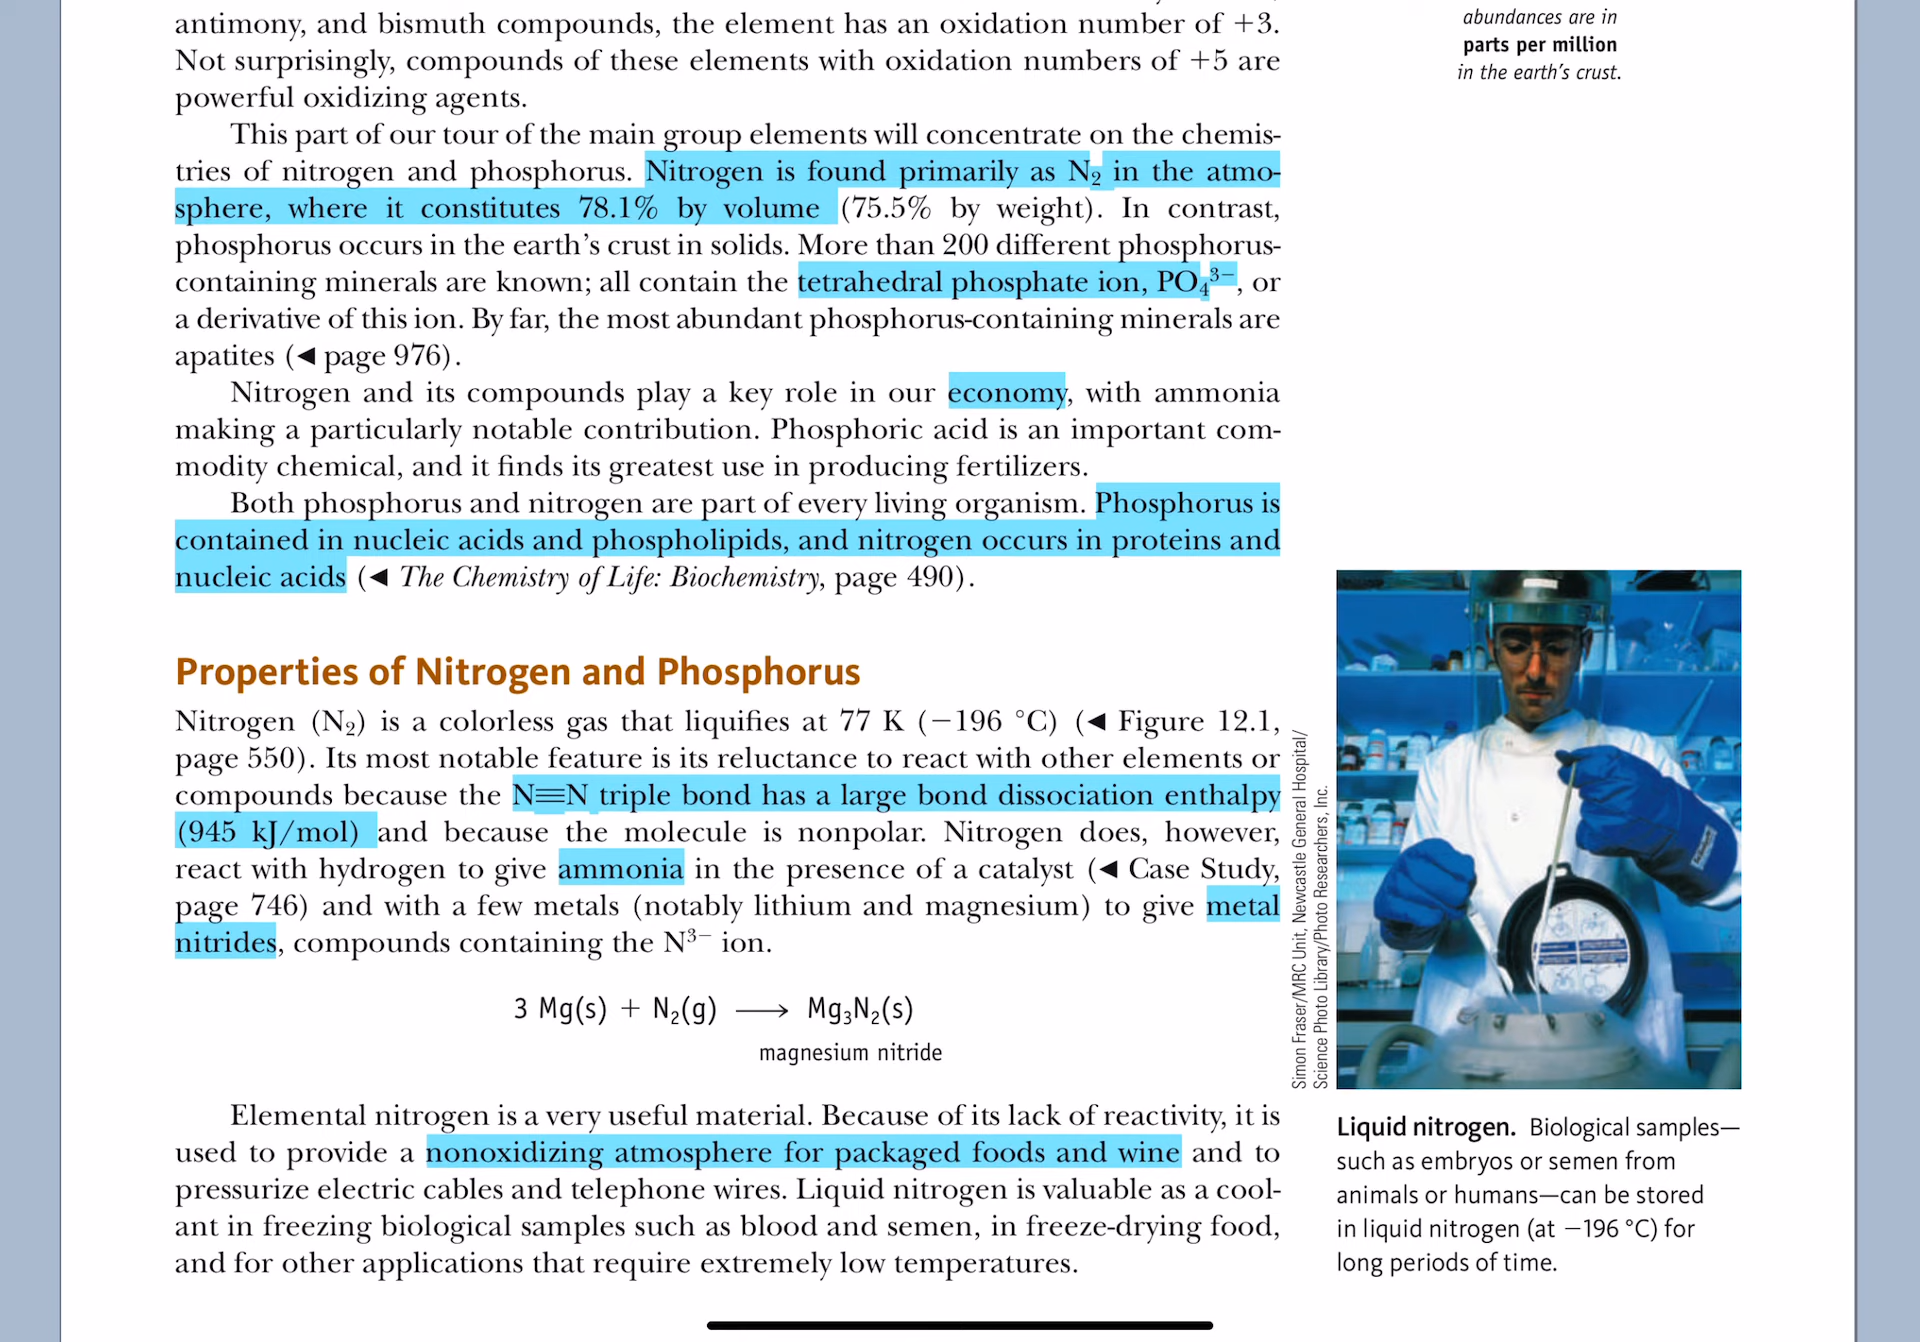 antimony, and bismuth compounds, the element has an oxidation number of +3.
Not surprisingly, compounds of these elements with oxidation numbers of +5 are
powerful oxidizing agents.
This part of our tour of the main group elements will concentrate on the chemis-
tries of nitrogen and phosphorus. Nitrogen is found primarily as N₂ in the atmo-
sphere, where it constitutes 78.1% by volume (75.5% by weight). In contrast,
phosphorus occurs in the earth's crust in solids. More than 200 different phosphorus-
containing minerals are known; all contain the tetrahedral phosphate ion, PO₄³⁻, or
a derivative of this ion. By far, the most abundant phosphorus-containing minerals are
apatites (◄ page 976).
Nitrogen and its compounds play a key role in our economy, with ammonia
making a particularly notable contribution. Phosphoric acid is an important com-
modity chemical, and it finds its greatest use in producing fertilizers.
Both phosphorus and nitrogen are part of every living organism. Phosphorus is
contained in nucleic acids and phospholipids, and nitrogen occurs in proteins and
nucleic acids (◄ The Chemistry of Life: Biochemistry, page 490).
Properties of Nitrogen and Phosphorus
Nitrogen (N₂) is a colorless gas that liquifies at 77 K (−196 °C) (◄ Figure 12.1,
page 550). Its most notable feature is its reluctance to react with other elements or
compounds because the N≡N triple bond has a large bond dissociation enthalpy
(945 kJ/mol) and because the molecule is nonpolar. Nitrogen does, however,
react with hydrogen to give ammonia in the presence of a catalyst (◄ Case Study,
page 746) and with a few metals (notably lithium and magnesium) to give metal
nitrides, compounds containing the N³⁻ ion.
3 Mg(s) + N₂(g) ⟶ Mg₃N₂(s)
magnesium nitride
Elemental nitrogen is a very useful material. Because of its lack of reactivity, it is
used to provide a nonoxidizing atmosphere for packaged foods and wine and to
pressurize electric cables and telephone wires. Liquid nitrogen is valuable as a cool-
ant in freezing biological samples such as blood and semen, in freeze-drying food,
and for other applications that require extremely low temperatures.
abundances are in
parts per million
in the earth's crust.
Simon Fraser/MRC Unit, Newcastle General Hospital/
Science Photo Library/Photo Researchers, Inc.
Liquid nitrogen. Biological samples—
such as embryos or semen from
animals or humans—can be stored
in liquid nitrogen (at −196 °C) for
long periods of time.